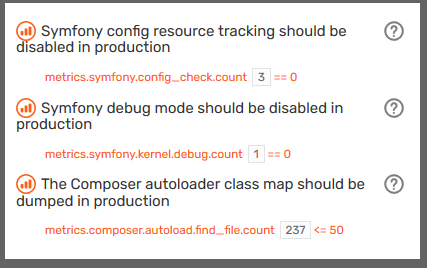 Symfony config resource tracking should be
disabled in production
metrics.symfony.config_check.count 3 == 0
Symfony debug mode should be disabled in
production
metrics.symfony.kernel.debug.count 1 == 0
The Composer autoloader class map should be
dumped in production
metrics.composer.autoload.find_file.count 237 <= 50